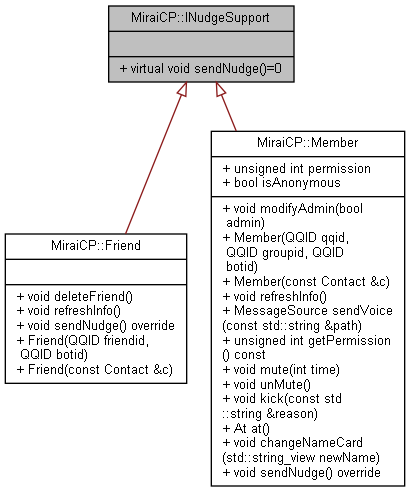 MiraiCP::INudgeSupport
+ virtual void sendNudge()=0
MiraiCP::Member
+ unsigned int permission
+ bool isAnonymous
+ void modifyAdmin(bool
admin)
+ Member(QQID qqid,
QQID groupid, QQID
botid)
+ Member(const Contact &c)
+ void refreshInfo()
+ MessageSource sendVoice
(const std::string &path)
+ unsigned int getPermission
() const
+ void mute(int time)
+ void unMute()
+ void kick(const std
::string &reason)
+ At at()
+ void changeNameCard
(std::string_view newName)
+ void sendNudge() override
MiraiCP::Friend
+ void deleteFriend()
+ void refreshInfo()
+ void sendNudge() override
+ Friend(QQID friendid,
QQID botid)
+ Friend(const Contact &c)